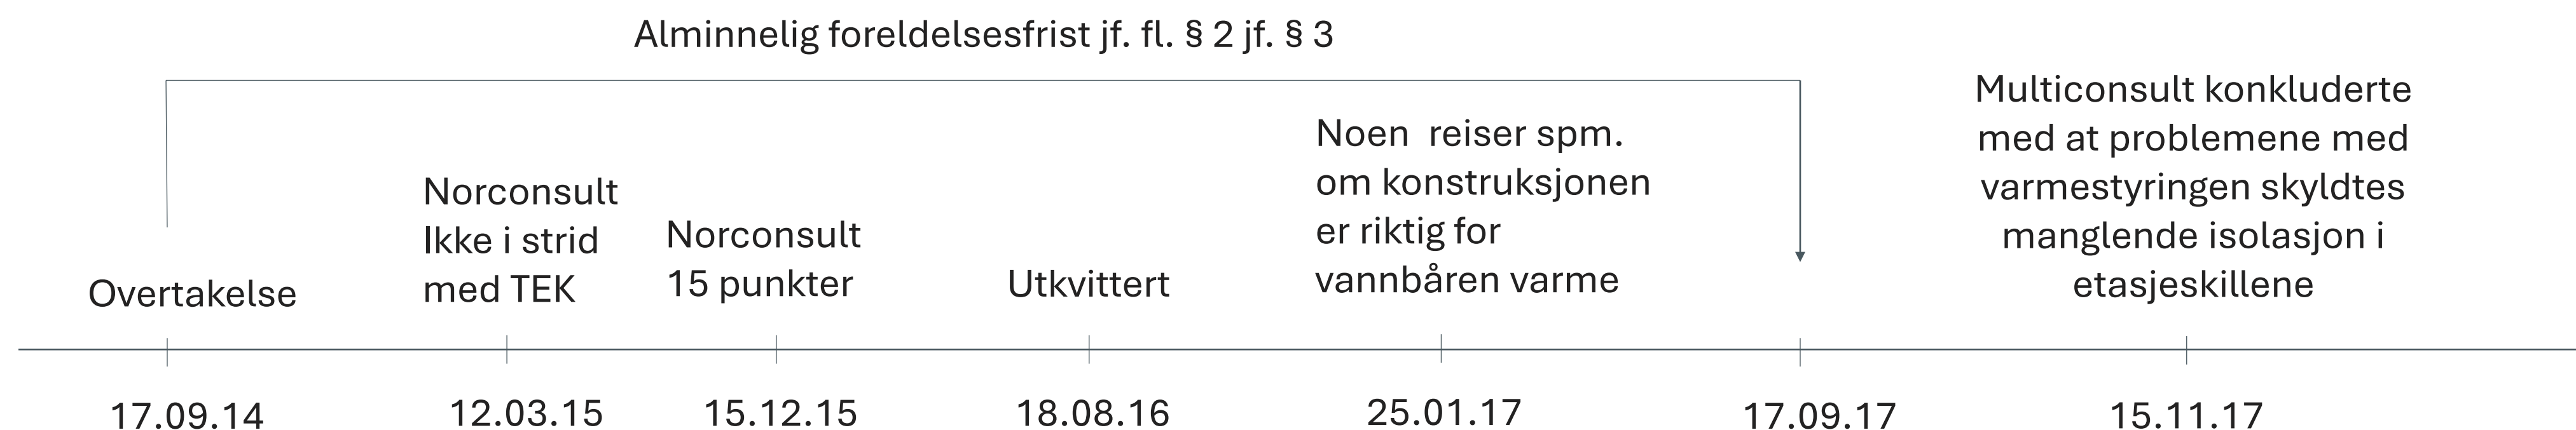 Alminnelig foreldelsesfrist jf. fl. § 2 jf. § 3
Overtakelse
Norconsult
Ikke i strid
med TEK
Norconsult
15 punkter
Utkvittert
Noen  reiser spm.
om konstruksjonen
er riktig for
vannbåren varme
Multiconsult konkluderte
med at problemene med
varmestyringen skyldtes
manglende isolasjon i
etasjeskillene
17.09.14
12.03.15
15.12.15
18.08.16
25.01.17
17.09.17
15.11.17